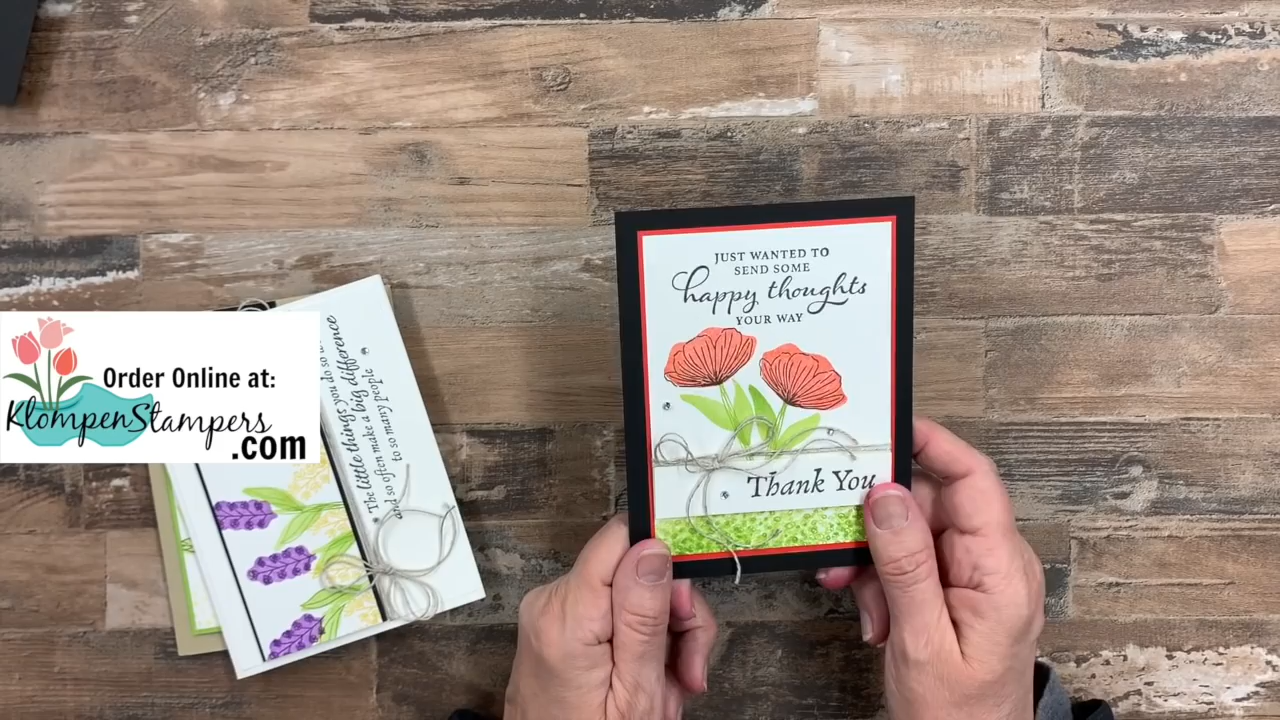 JUST WANTED TO
SEND SOME
happy thoughts
YOUR WAY
Thank You
Order Online at:
KlompenStampers
.com
The little things you do so
and so often make a big difference
to so many people